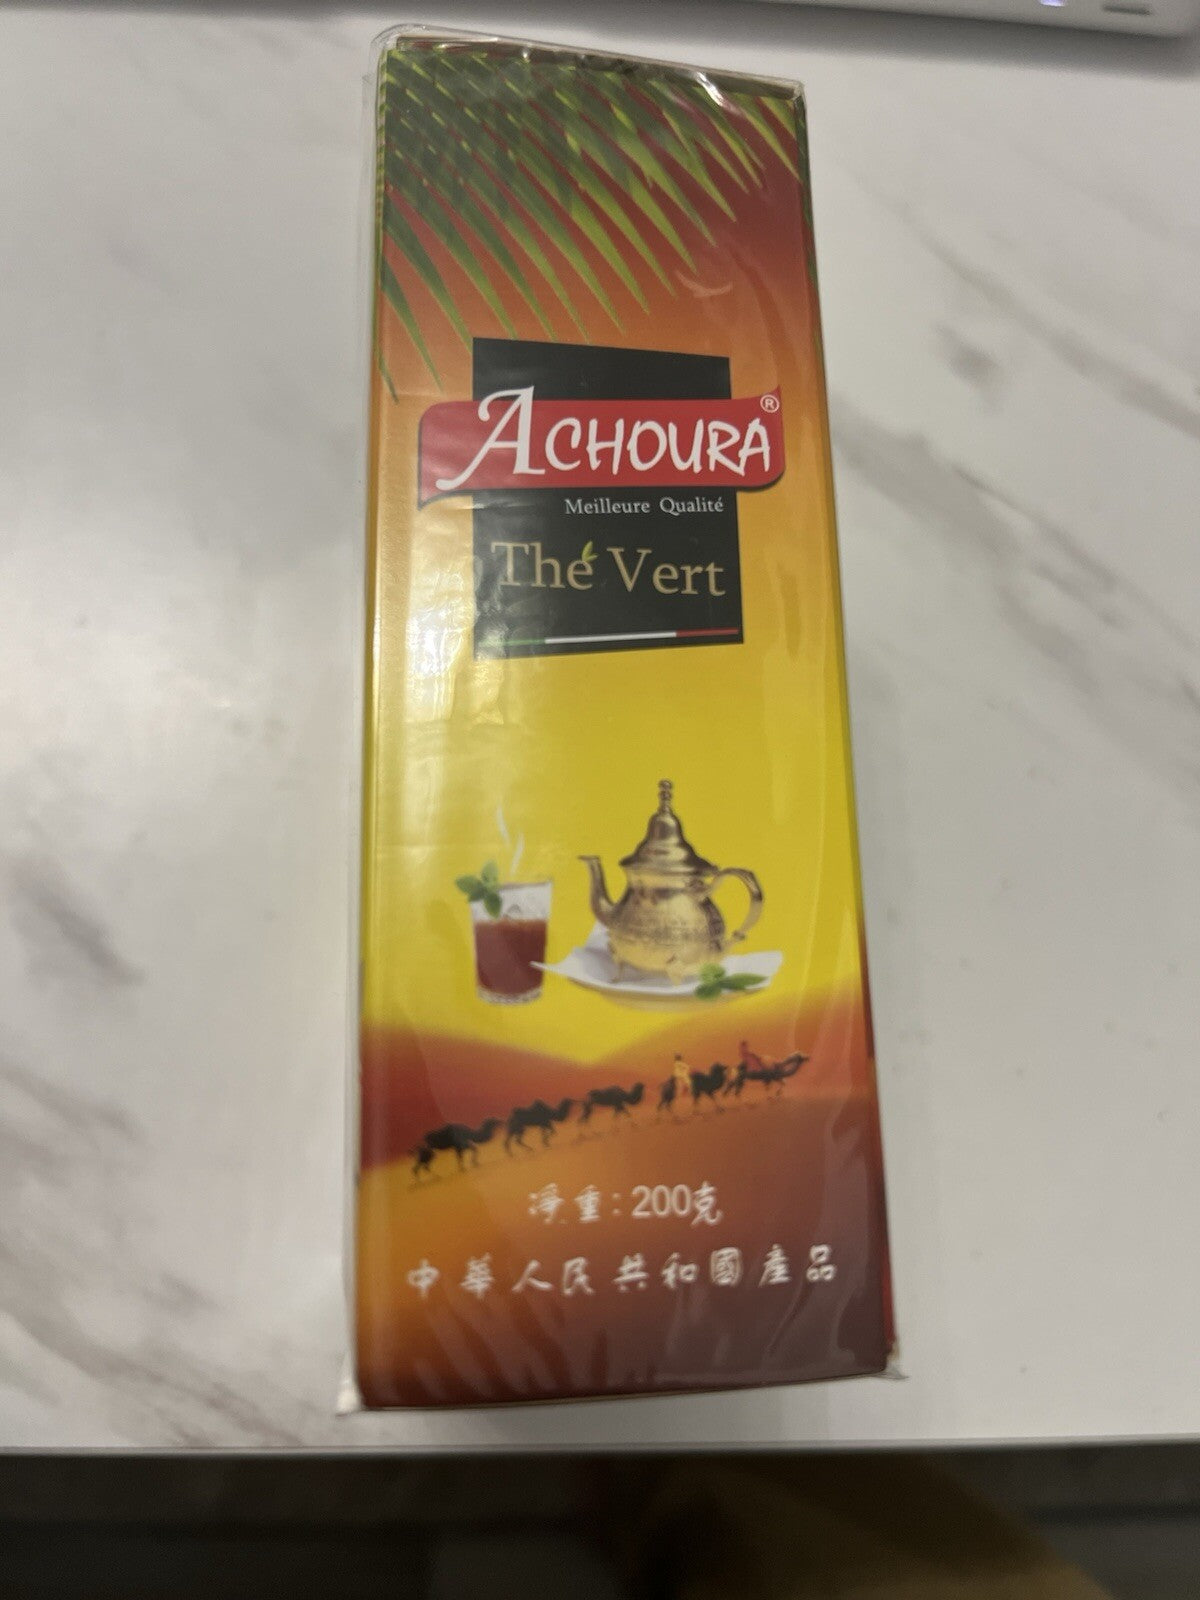 ACHOURA®
Meilleure Qualité
Thé Vert
淨重：200克
中華人民共和國產品